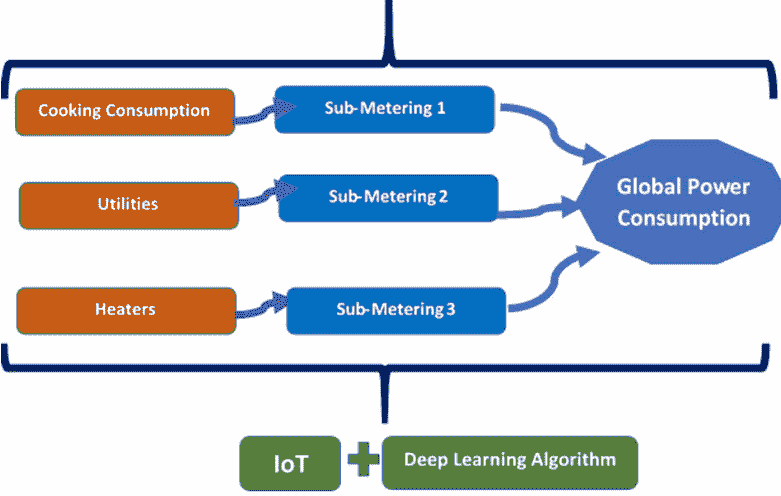 Cooking Consumption
Sub-Metering 1
Utilities
Sub-Metering 2
Global Power
Consumption
Heaters
Sub-Metering 3
IoT
Deep Learning Algorithm